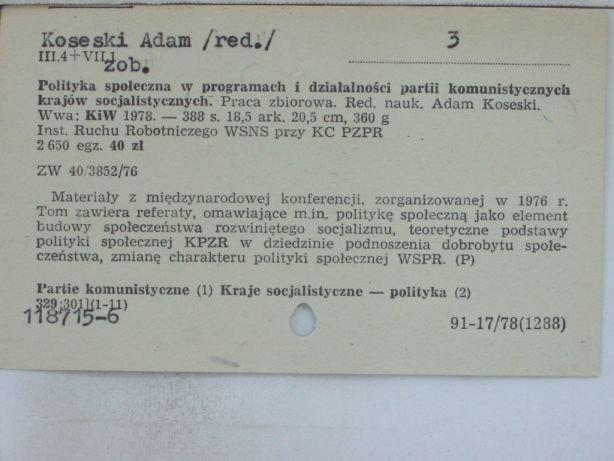 Koseski Adam /red./ 3
III.4+VII.1
zob.
Polityka społeczna w programach i działalności partii komunistycznych
krajów socjalistycznych. Praca zbiorowa. Red. nauk. Adam Koseski.
Wwa: KiW 1978. — 388 s. 18,5 ark. 20,5 cm, 360 g
Inst. Ruchu Robotniczego WSNS przy KC PZPR
2 650 egz. 40 zł
ZW 40/3852/76
Materiały z międzynarodowej konferencji, zorganizowanej w 1976 r.
Tom zawiera referaty, omawiające m.in. politykę społeczną jako element
budowy społeczeństwa rozwiniętego socjalizmu, teoretyczne podstawy
polityki społecznej KPZR w dziedzinie podnoszenia dobrobytu społe-
czeństwa, zmianę charakteru polityki społecznej WSPR. (P)
Partie komunistyczne (1) Kraje socjalistyczne — polityka (2)
329:301](1-11)
118715-6
91-17/78(1288)